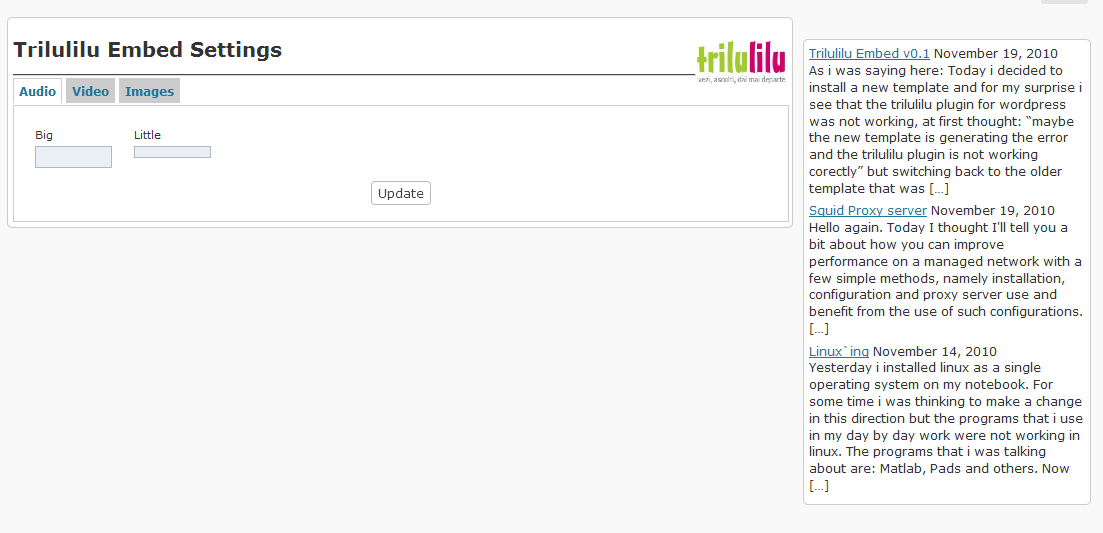 Trilulilu Embed Settings
trilulilu
vezi, asculti, dai mai departe
Audio
Video
Images
Big
Little
Update
Trilulilu Embed v0.1 November 19, 2010
As i was saying here: Today i decided to
install a new template and for my surprise i
see that the trilulilu plugin for wordpress
was not working, at first thought: “maybe
the new template is generating the error
and the trilulilu plugin is not working
corectly” but switching back to the older
template that was [...]
Squid Proxy server November 19, 2010
Hello again. Today I thought I'll tell you a
bit about how you can improve
performance on a managed network with a
few simple methods, namely installation,
configuration and proxy server use and
benefit from the use of such configurations.
[...]
Linux`ing November 14, 2010
Yesterday i installed linux as a single
operating system on my notebook. For
some time i was thinking to make a change
in this direction but the programs that i use
in my day by day work were not working in
linux. The programs that i was talking
about are: Matlab, Pads and others. Now
[...]